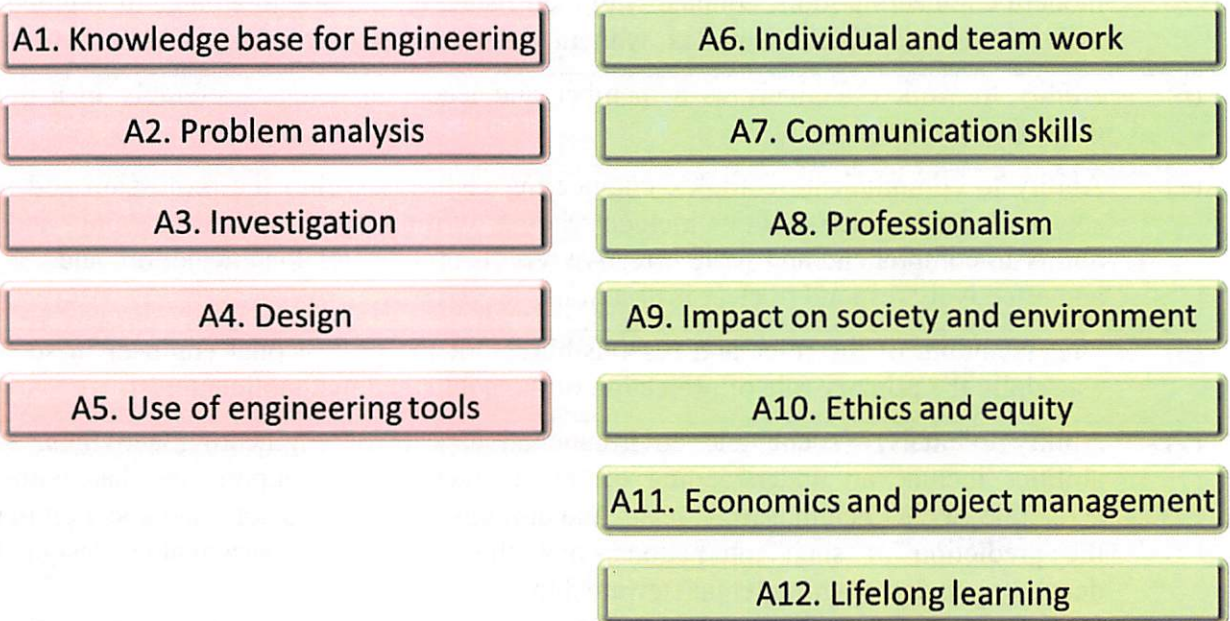 A1. Knowledge base for Engineering
A2. Problem analysis
A3. Investigation
A4. Design
A5. Use of engineering tools
A6. Individual and team work
A7. Communication skills
A8. Professionalism
A9. Impact on society and environment
A10. Ethics and equity
A11. Economics and project management
A12. Lifelong learning